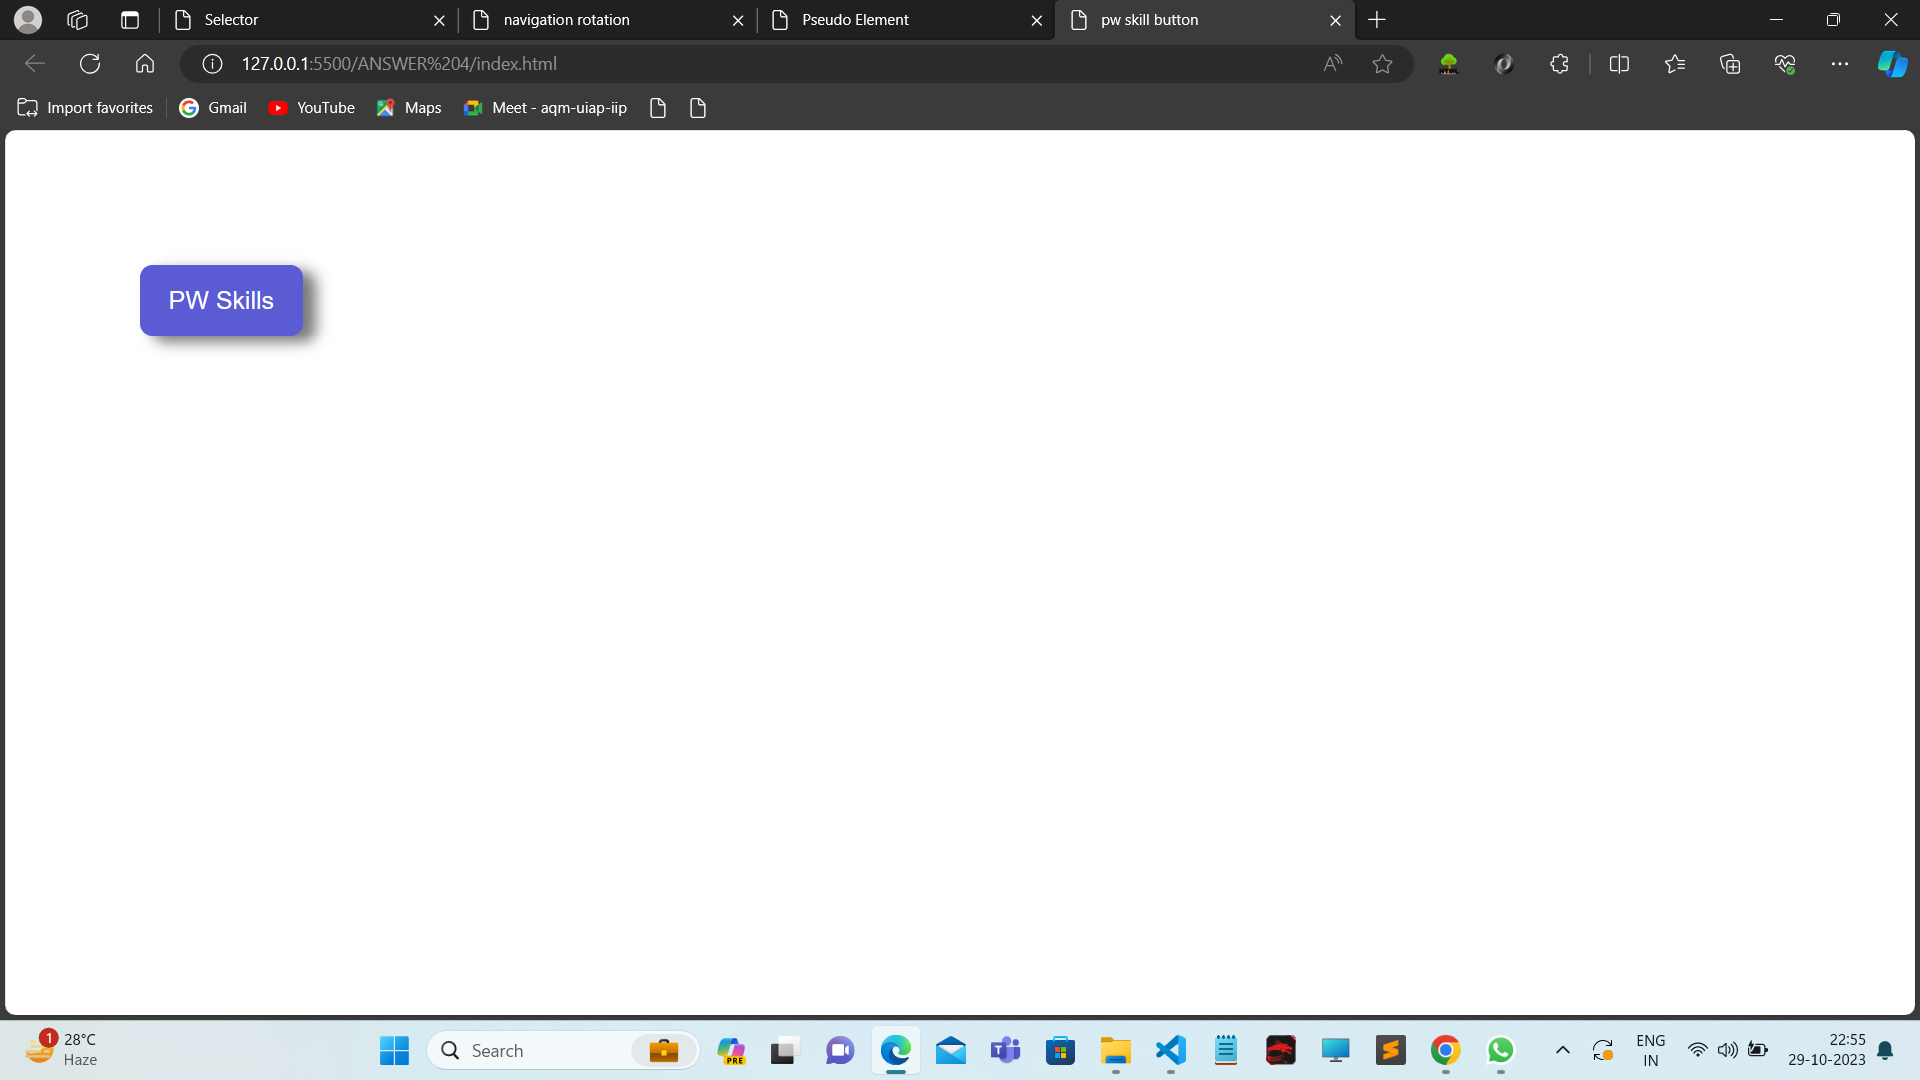 Selector
navigation rotation
Pseudo Element
pw skill button
127.0.0.1:5500/ANSWER%204/index.html
Import favorites
Gmail
YouTube
Maps
Meet - aqm-uiap-iip
PW Skills
1
28°C
Haze
Search
PRE
ENG
IN
22:55
29-10-2023